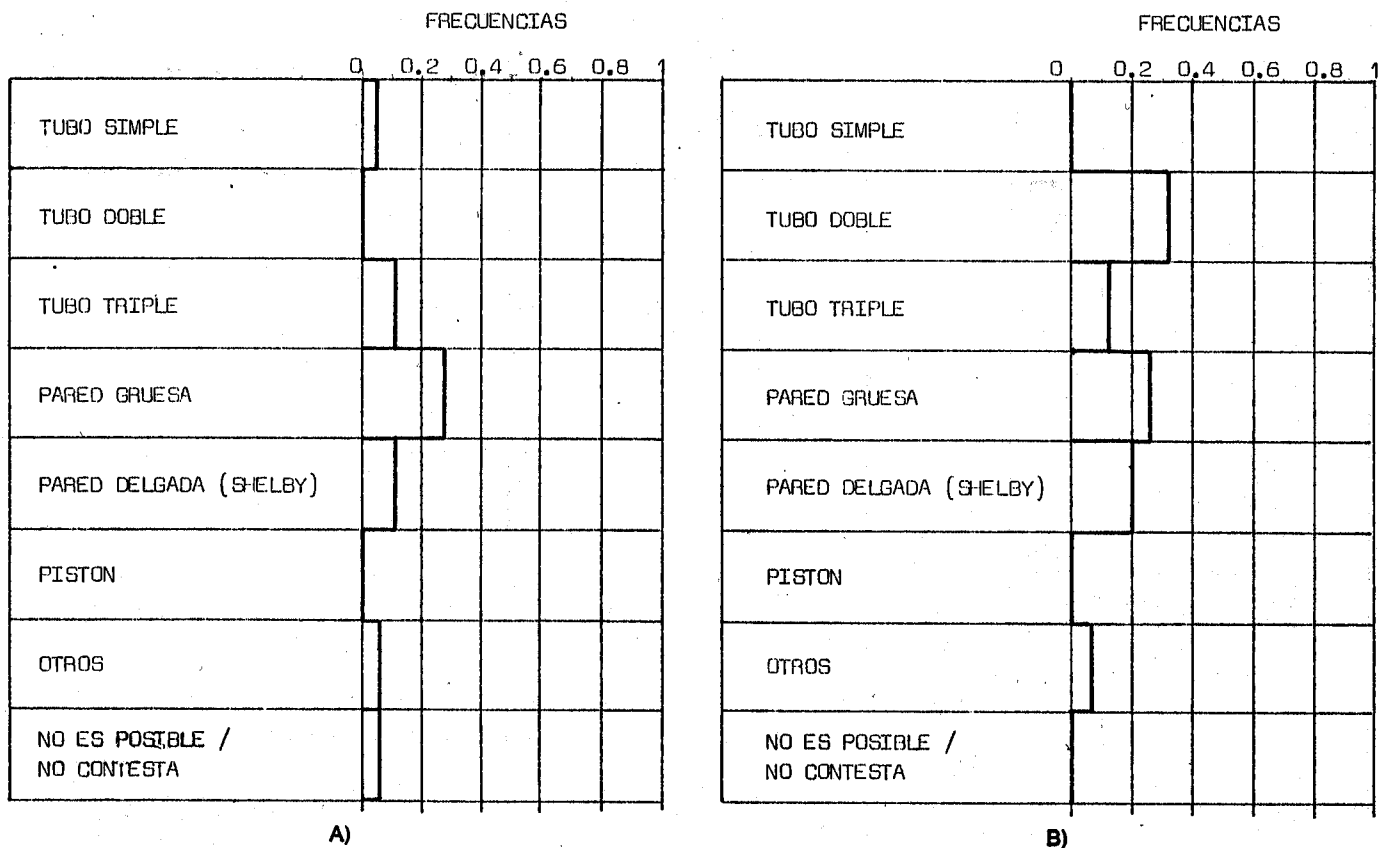 FRECUENCIAS
0 0.2 0.4 0.6 0.8 1
TUBO SIMPLE
TUBO DOBLE
TUBO TRIPLE
PARED GRUESA
PARED DELGADA (SHELBY)
PISTON
OTROS
NO ES POSIBLE /
NO CONTESTA
A)
FRECUENCIAS
0 0.2 0.4 0.6 0.8 1
TUBO SIMPLE
TUBO DOBLE
TUBO TRIPLE
PARED GRUESA
PARED DELGADA (SHELBY)
PISTON
OTROS
NO ES POSIBLE /
NO CONTESTA
B)